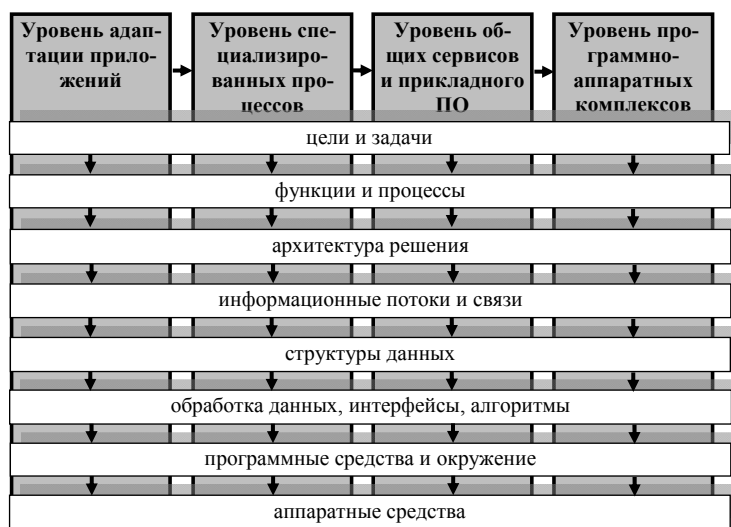 Уровень адап-
тации прило-
жений
Уровень спе-
циализиро-
ванных про-
цессов
Уровень об-
щих сервисов
и прикладного
ПО
Уровень про-
граммно-
аппаратных
комплексов
цели и задачи
функции и процессы
архитектура решения
информационные потоки и связи
структуры данных
обработка данных, интерфейсы, алгоритмы
программные средства и окружение
аппаратные средства